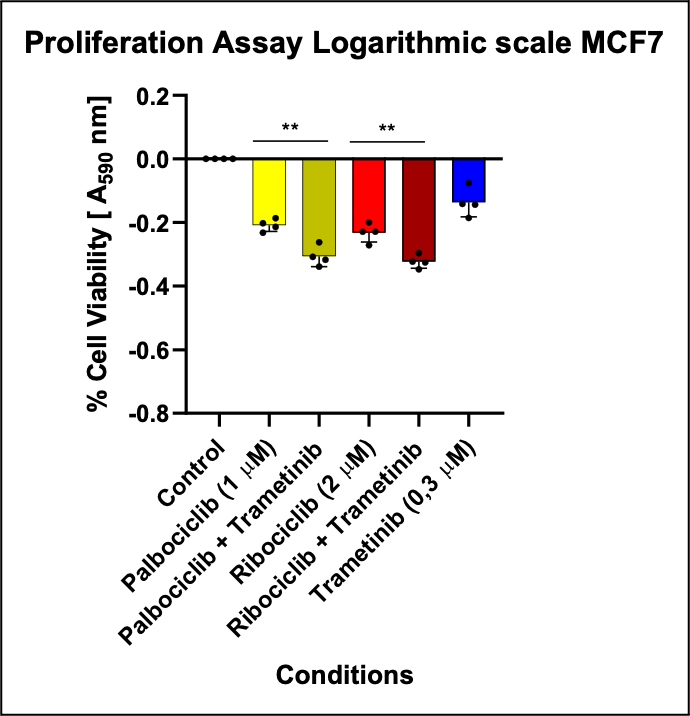 Proliferation Assay Logarithmic scale MCF7
% Cell Viability [ A590 nm]
0.2
0.0
-0.2
-0.4
-0.6
-0.8
**
**
Control
Palbociclib (1 μM)
Palbociclib + Trametinib
Ribociclib (2 μM)
Ribociclib + Trametinib
Trametinib (0,3 μM)
Conditions